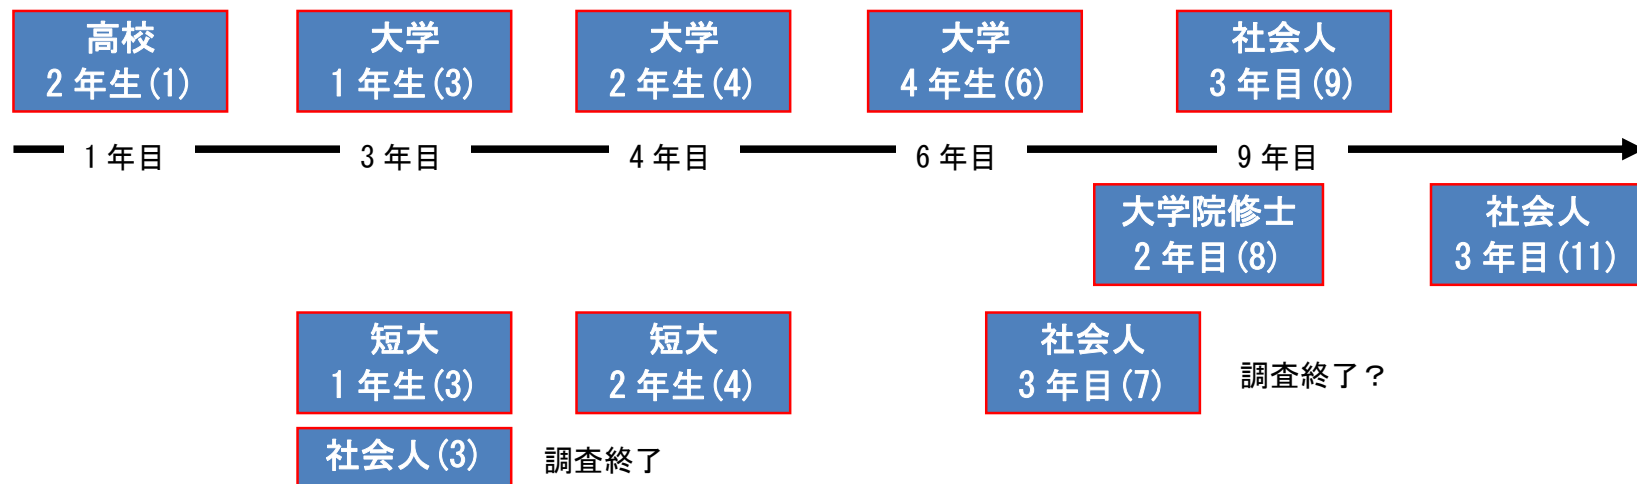 高校
2 年生(1)
大学
1 年生(3)
大学
2 年生(4)
大学
4 年生(6)
社会人
3 年目(9)
1 年目
3 年目
4 年目
6 年目
9 年目
大学院修士
2 年目(8)
社会人
3 年目(11)
短大
1 年生(3)
短大
2 年生(4)
社会人
3 年目(7)
調査終了？
社会人(3)
調査終了